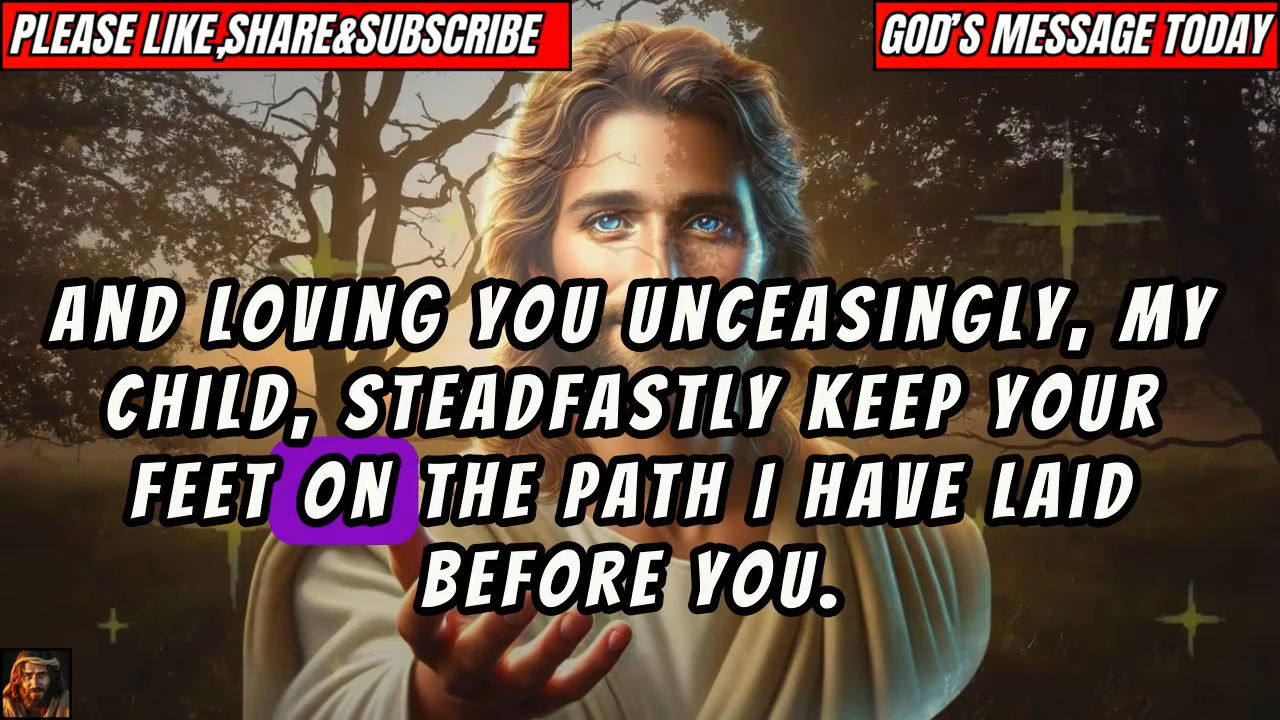 PLEASE LIKE,SHARE&SUBSCRIBE
GOD'S MESSAGE TODAY
AND LOVING YOU UNCEASINGLY, MY
CHILD, STEADFASTLY KEEP YOUR
FEET ON THE PATH I HAVE LAID
BEFORE YOU.